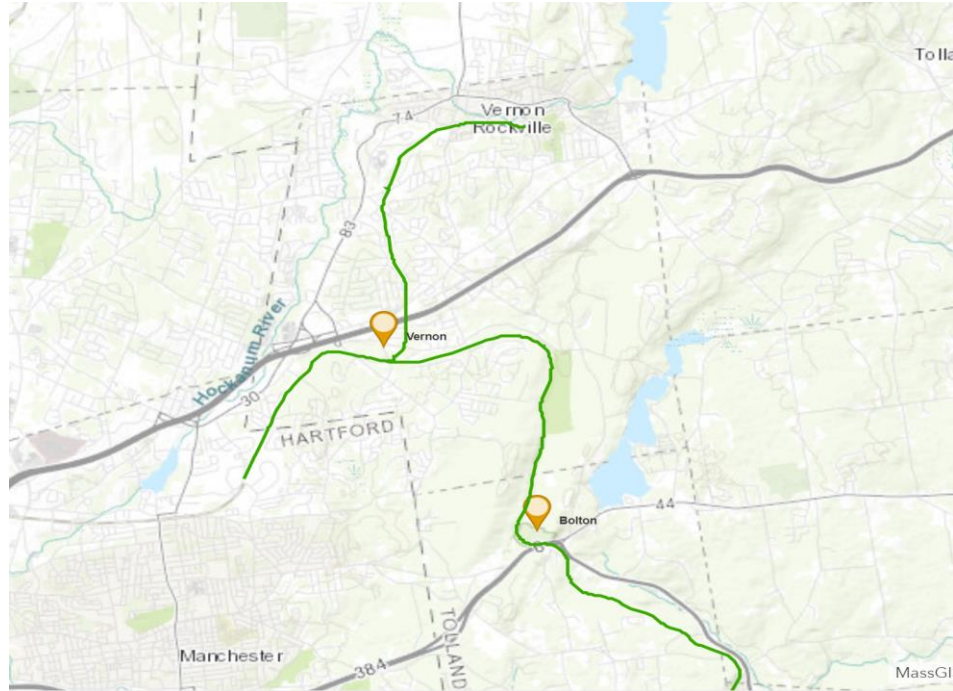 Tolla
Vernon
Rockville
74
83
Hockanum River
Vernon
30
HARTFORD
44
Bolton
6
TOLLAND
Manchester
384
MassGI